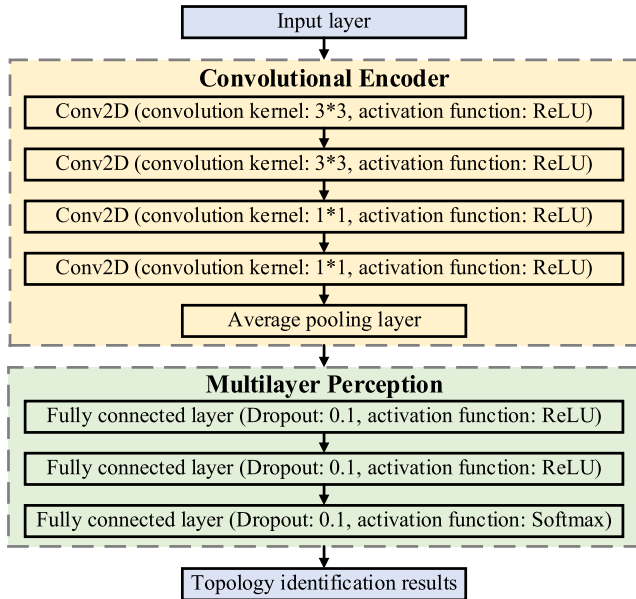 Input layer
Convolutional Encoder
Conv2D (convolution kernel: 3*3, activation function: ReLU)
Conv2D (convolution kernel: 3*3, activation function: ReLU)
Conv2D (convolution kernel: 1*1, activation function: ReLU)
Conv2D (convolution kernel: 1*1, activation function: ReLU)
Average pooling layer
Multilayer Perception
Fully connected layer (Dropout: 0.1, activation function: ReLU)
Fully connected layer (Dropout: 0.1, activation function: ReLU)
Fully connected layer (Dropout: 0.1, activation function: Softmax)
Topology identification results